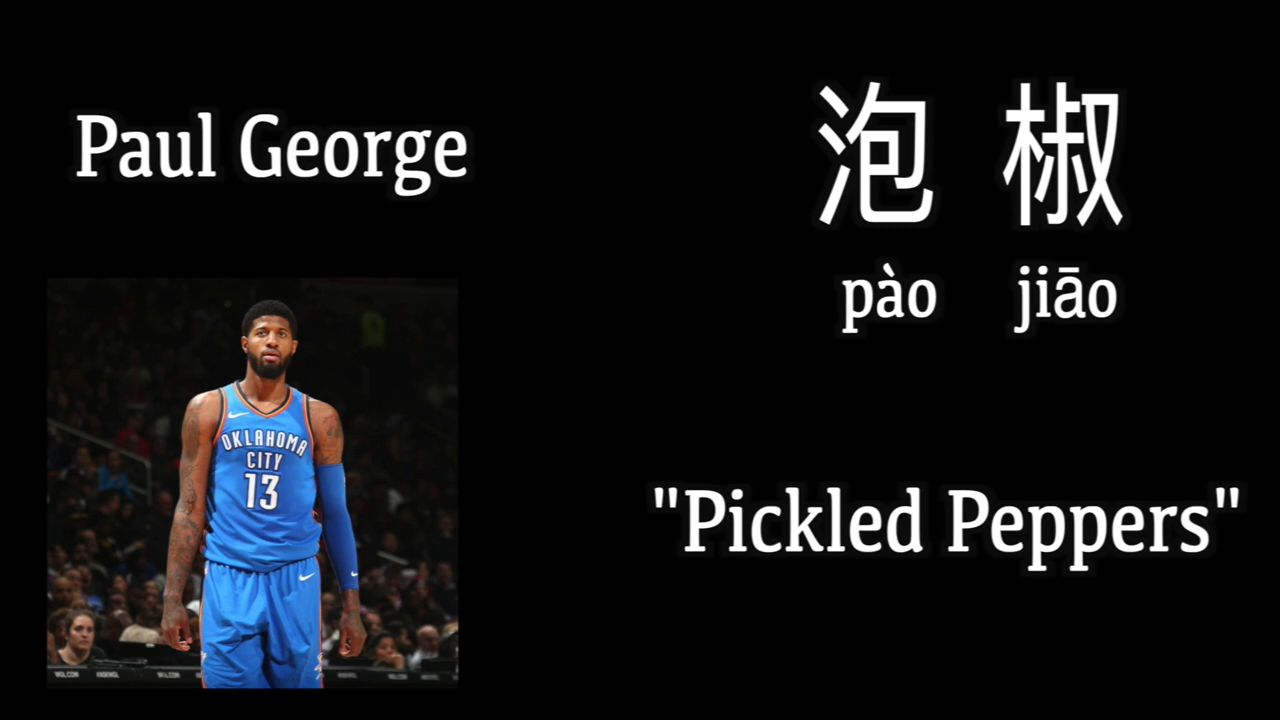 Paul George
泡 椒
pào jiāo
"Pickled Peppers"
OKLAHOMA
CITY
13